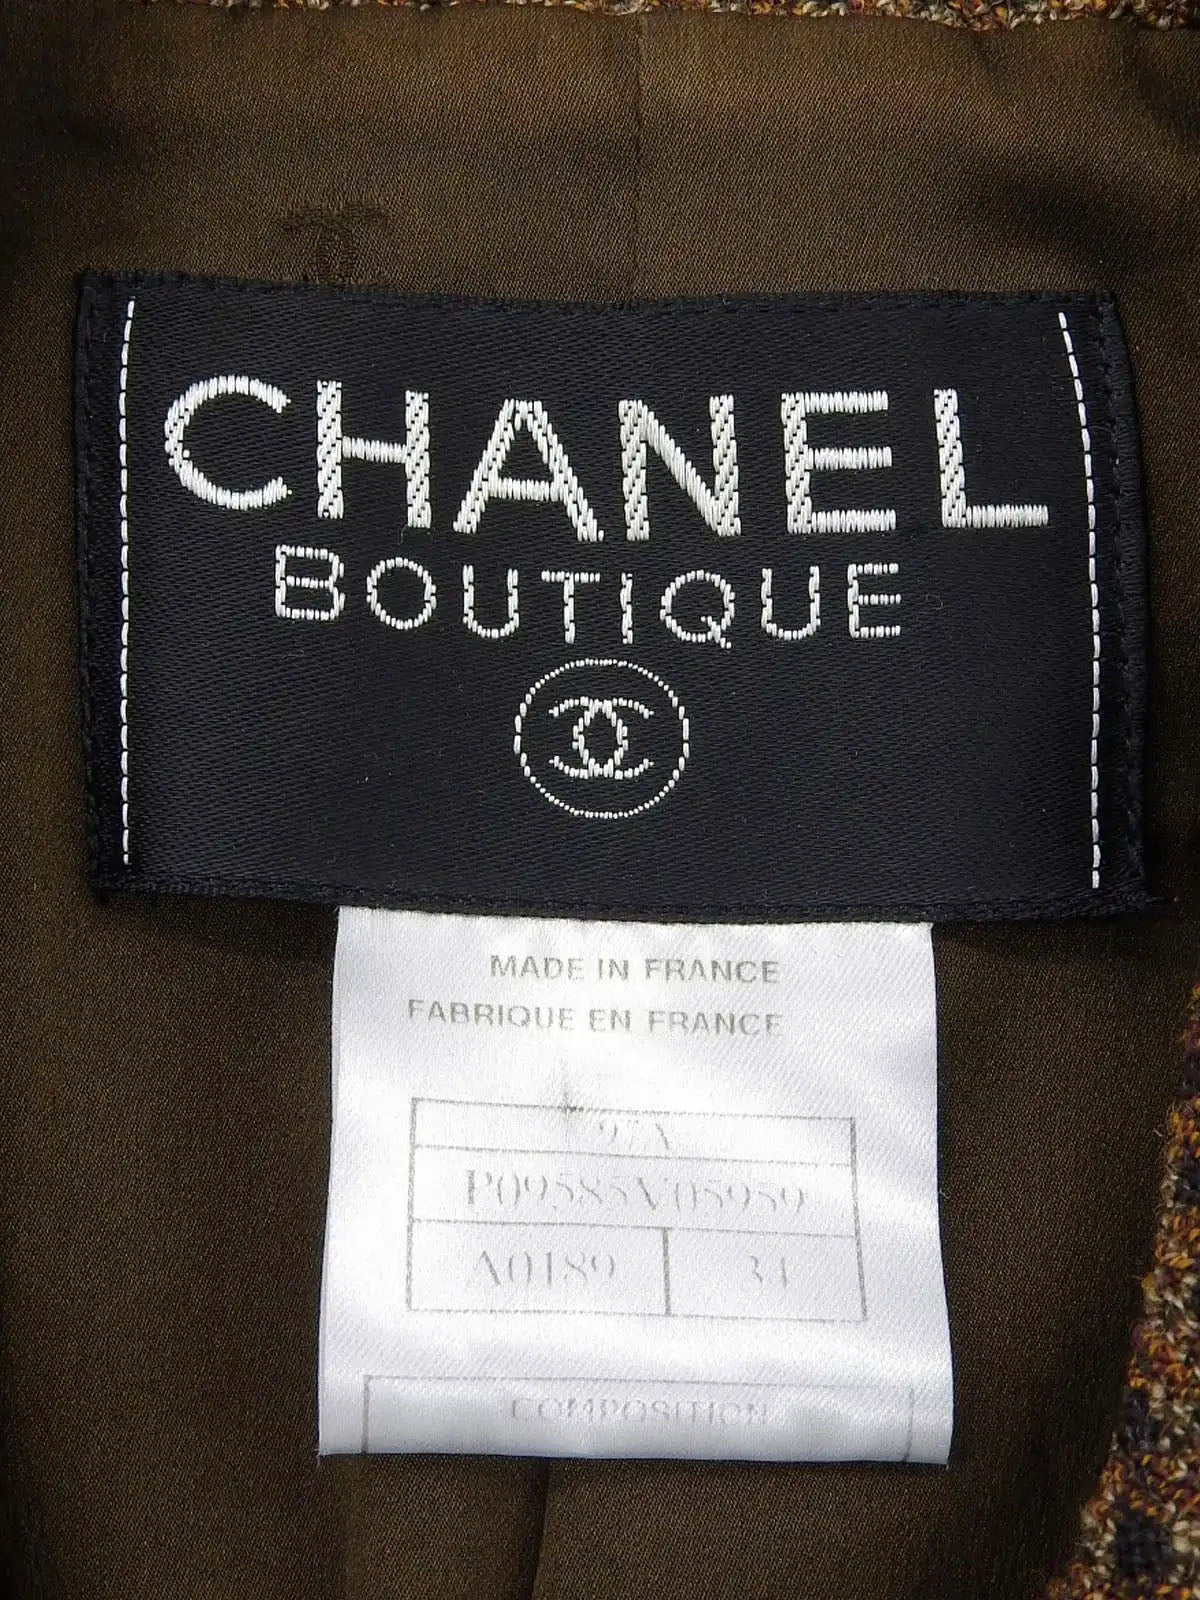 CHANEL
BOUTIQUE
MADE IN FRANCE
FABRIQUE EN FRANCE
97A
P09585V05959
A0189 34
COMPOSITION